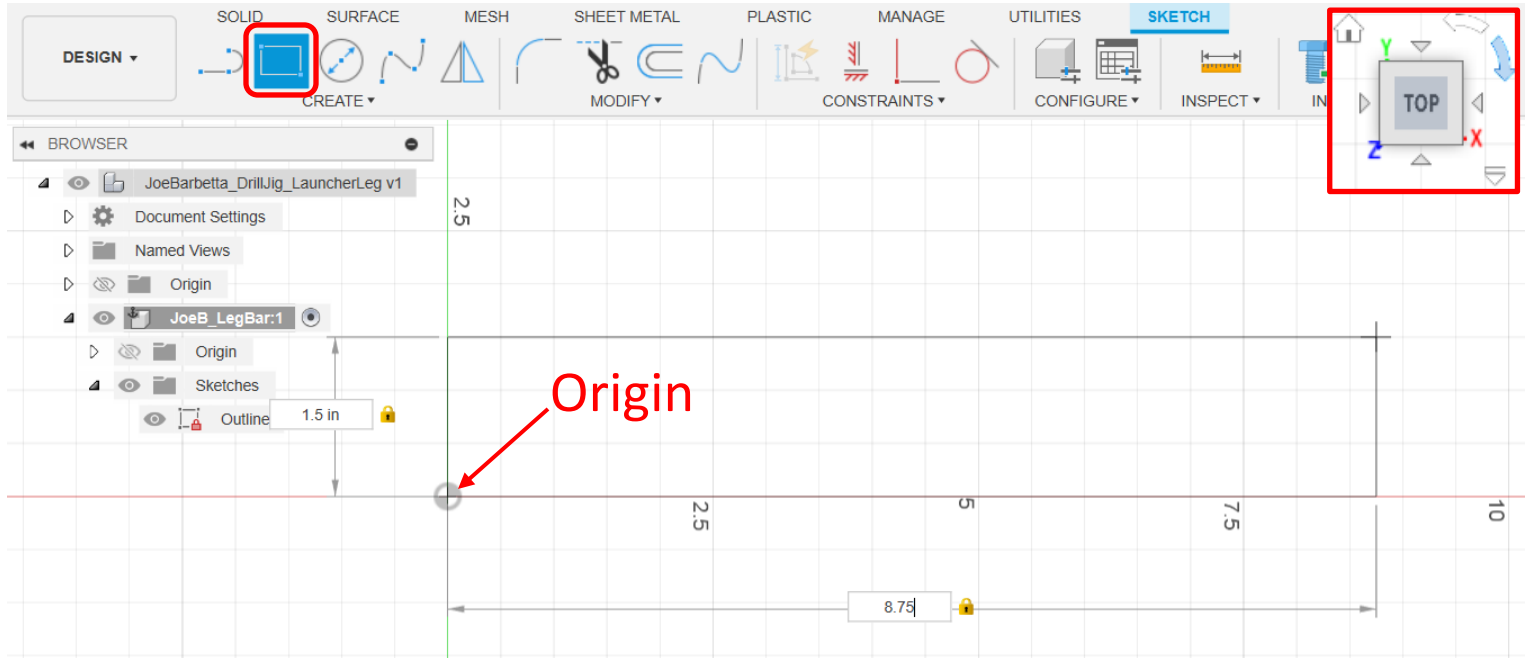 SOLID SURFACE MESH SHEET METAL PLASTIC MANAGE UTILITIES SKETCH
DESIGN ▾
CREATE ▾ MODIFY ▾ CONSTRAINTS ▾ CONFIGURE ▾ INSPECT ▾ IN
Y
TOP
X
Z
BROWSER
JoeBarbetta_DrillJig_LauncherLeg v1
Document Settings
Named Views
Origin
JoeB_LegBar:1
Origin
Sketches
Outline
2.5
1.5 in
Origin
2.5 5 7.5 10
8.75